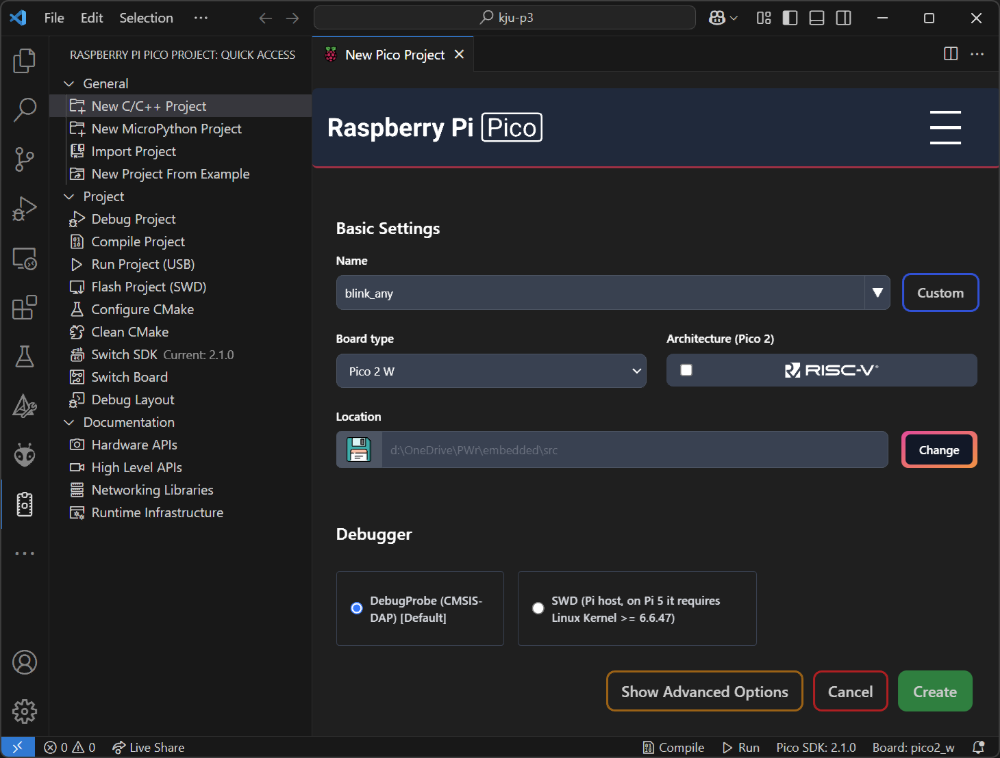 File Edit Selection ··· kju-p3
RASPBERRY PI PICO PROJECT: QUICK ACCESS
General
New C/C++ Project
New MicroPython Project
Import Project
New Project From Example
Project
Debug Project
Compile Project
Run Project (USB)
Flash Project (SWD)
Configure CMake
Clean CMake
Switch SDK Current: 2.1.0
Switch Board
Debug Layout
Documentation
Hardware APIs
High Level APIs
Networking Libraries
Runtime Infrastructure
New Pico Project
Raspberry Pi Pico
Basic Settings
Name
blink_any
Custom
Board type
Architecture (Pico 2)
Pico 2 W
RISC-V®
Location
d:\OneDrive\PWr\embedded\src
Change
Debugger
DebugProbe (CMSIS-
DAP) [Default]
SWD (Pi host, on Pi 5 it requires
Linux Kernel >= 6.6.47)
Show Advanced Options
Cancel
Create
0 0 Live Share Compile Run Pico SDK: 2.1.0 Board: pico2_w